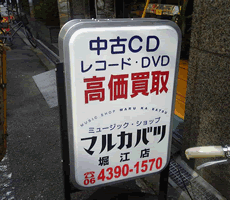 中古CD
レコード・DVD
高価買取
MUSIC SHOP MARU KA BATSU
ミュージック・ショップ
マルカバツ
堀江店
☎06 4390-1570